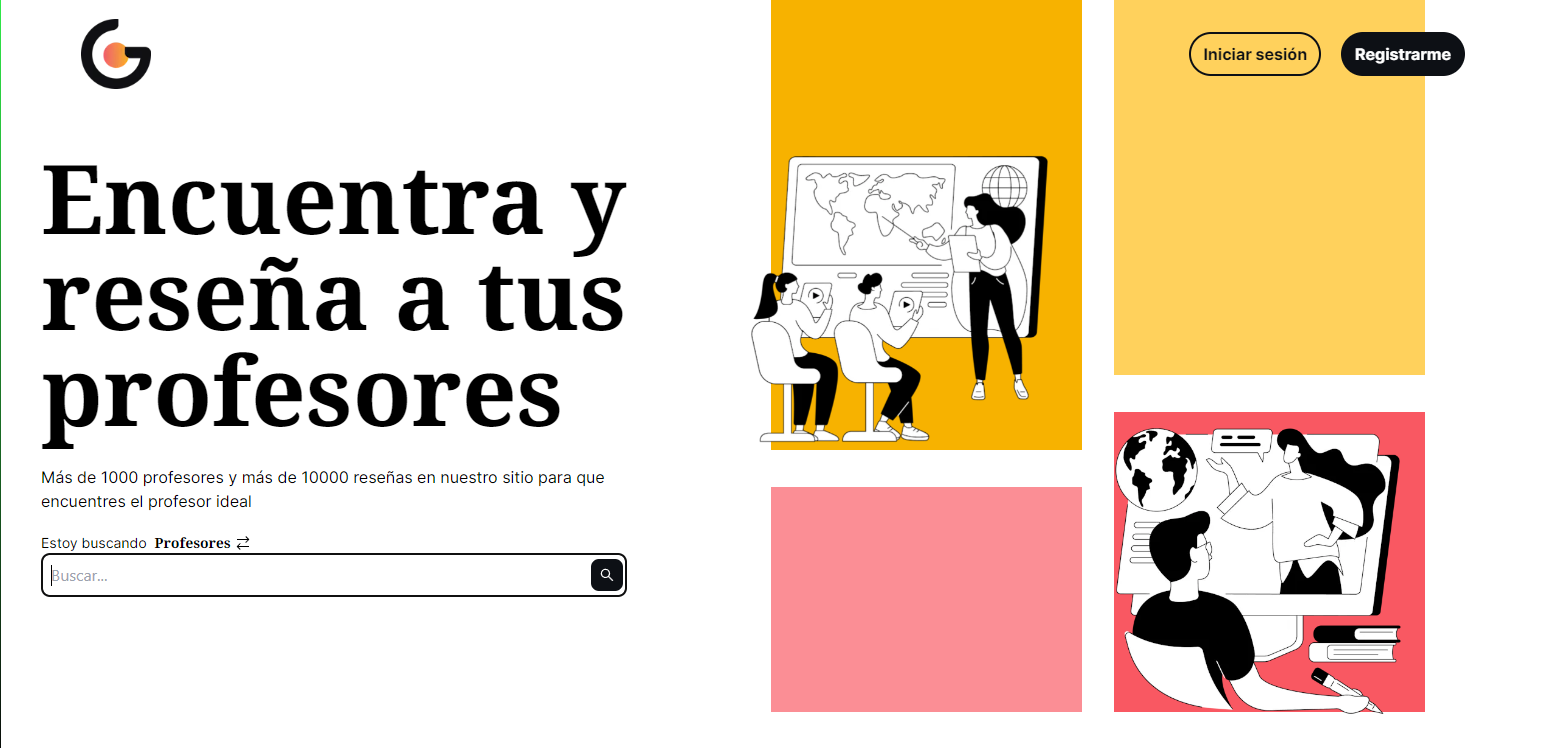 Iniciar sesión
Registrarme
Encuentra y
reseña a tus
profesores
Más de 1000 profesores y más de 10000 reseñas en nuestro sitio para que
encuentres el profesor ideal
Estoy buscando Profesores
Buscar...